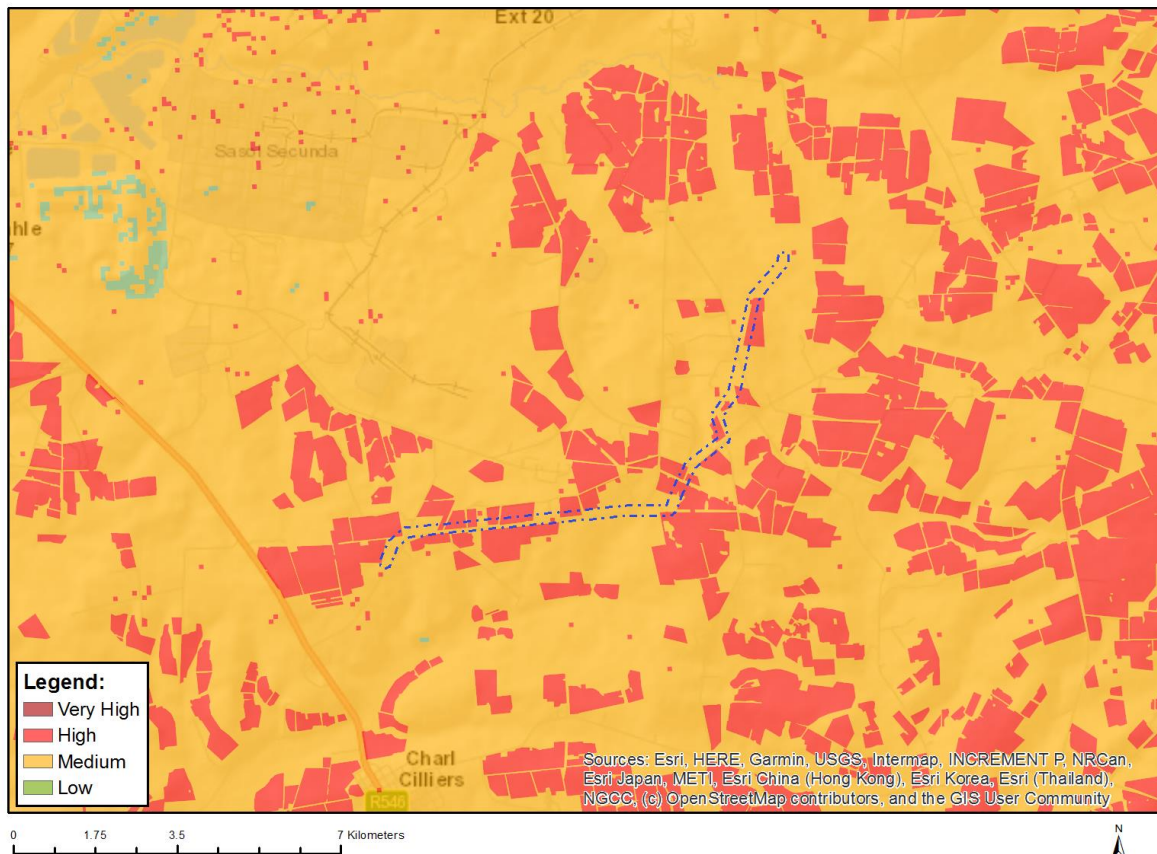 Ext 20
Sasol Secunda
hle
Legend:
Very High
High
Medium
Low
Charl
Cilliers
R546
Sources: Esri, HERE, Garmin, USGS, Intermap, INCREMENT P, NRCan,
Esri Japan, METI, Esri China (Hong Kong), Esri Korea, Esri (Thailand),
NGCC, (c) OpenStreetMap contributors, and the GIS User Community
0 1.75 3.5 7 Kilometers
N